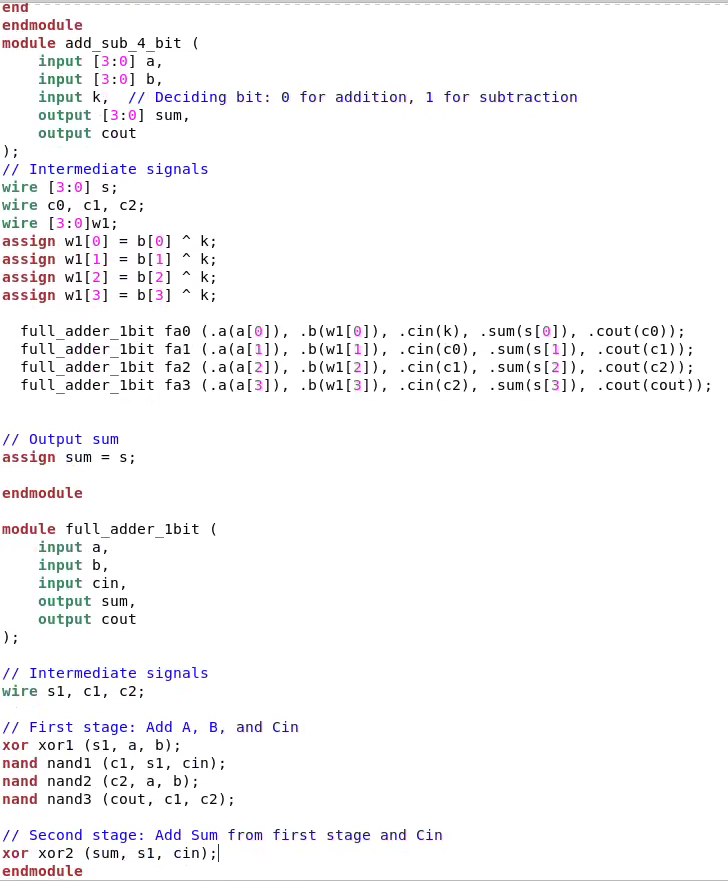 end
endmodule
module add_sub_4_bit (
    input [3:0] a,
    input [3:0] b,
    input k,  // Deciding bit: 0 for addition, 1 for subtraction
    output [3:0] sum,
    output cout
);
// Intermediate signals
wire [3:0] s;
wire c0, c1, c2;
wire [3:0]w1;
assign w1[0] = b[0] ^ k;
assign w1[1] = b[1] ^ k;
assign w1[2] = b[2] ^ k;
assign w1[3] = b[3] ^ k;
  full_adder_1bit fa0 (.a(a[0]), .b(w1[0]), .cin(k), .sum(s[0]), .cout(c0));
  full_adder_1bit fa1 (.a(a[1]), .b(w1[1]), .cin(c0), .sum(s[1]), .cout(c1));
  full_adder_1bit fa2 (.a(a[2]), .b(w1[2]), .cin(c1), .sum(s[2]), .cout(c2));
  full_adder_1bit fa3 (.a(a[3]), .b(w1[3]), .cin(c2), .sum(s[3]), .cout(cout));
// Output sum
assign sum = s;
endmodule
module full_adder_1bit (
    input a,
    input b,
    input cin,
    output sum,
    output cout
);
// Intermediate signals
wire s1, c1, c2;
// First stage: Add A, B, and Cin
xor xor1 (s1, a, b);
nand nand1 (c1, s1, cin);
nand nand2 (c2, a, b);
nand nand3 (cout, c1, c2);
// Second stage: Add Sum from first stage and Cin
xor xor2 (sum, s1, cin);
endmodule